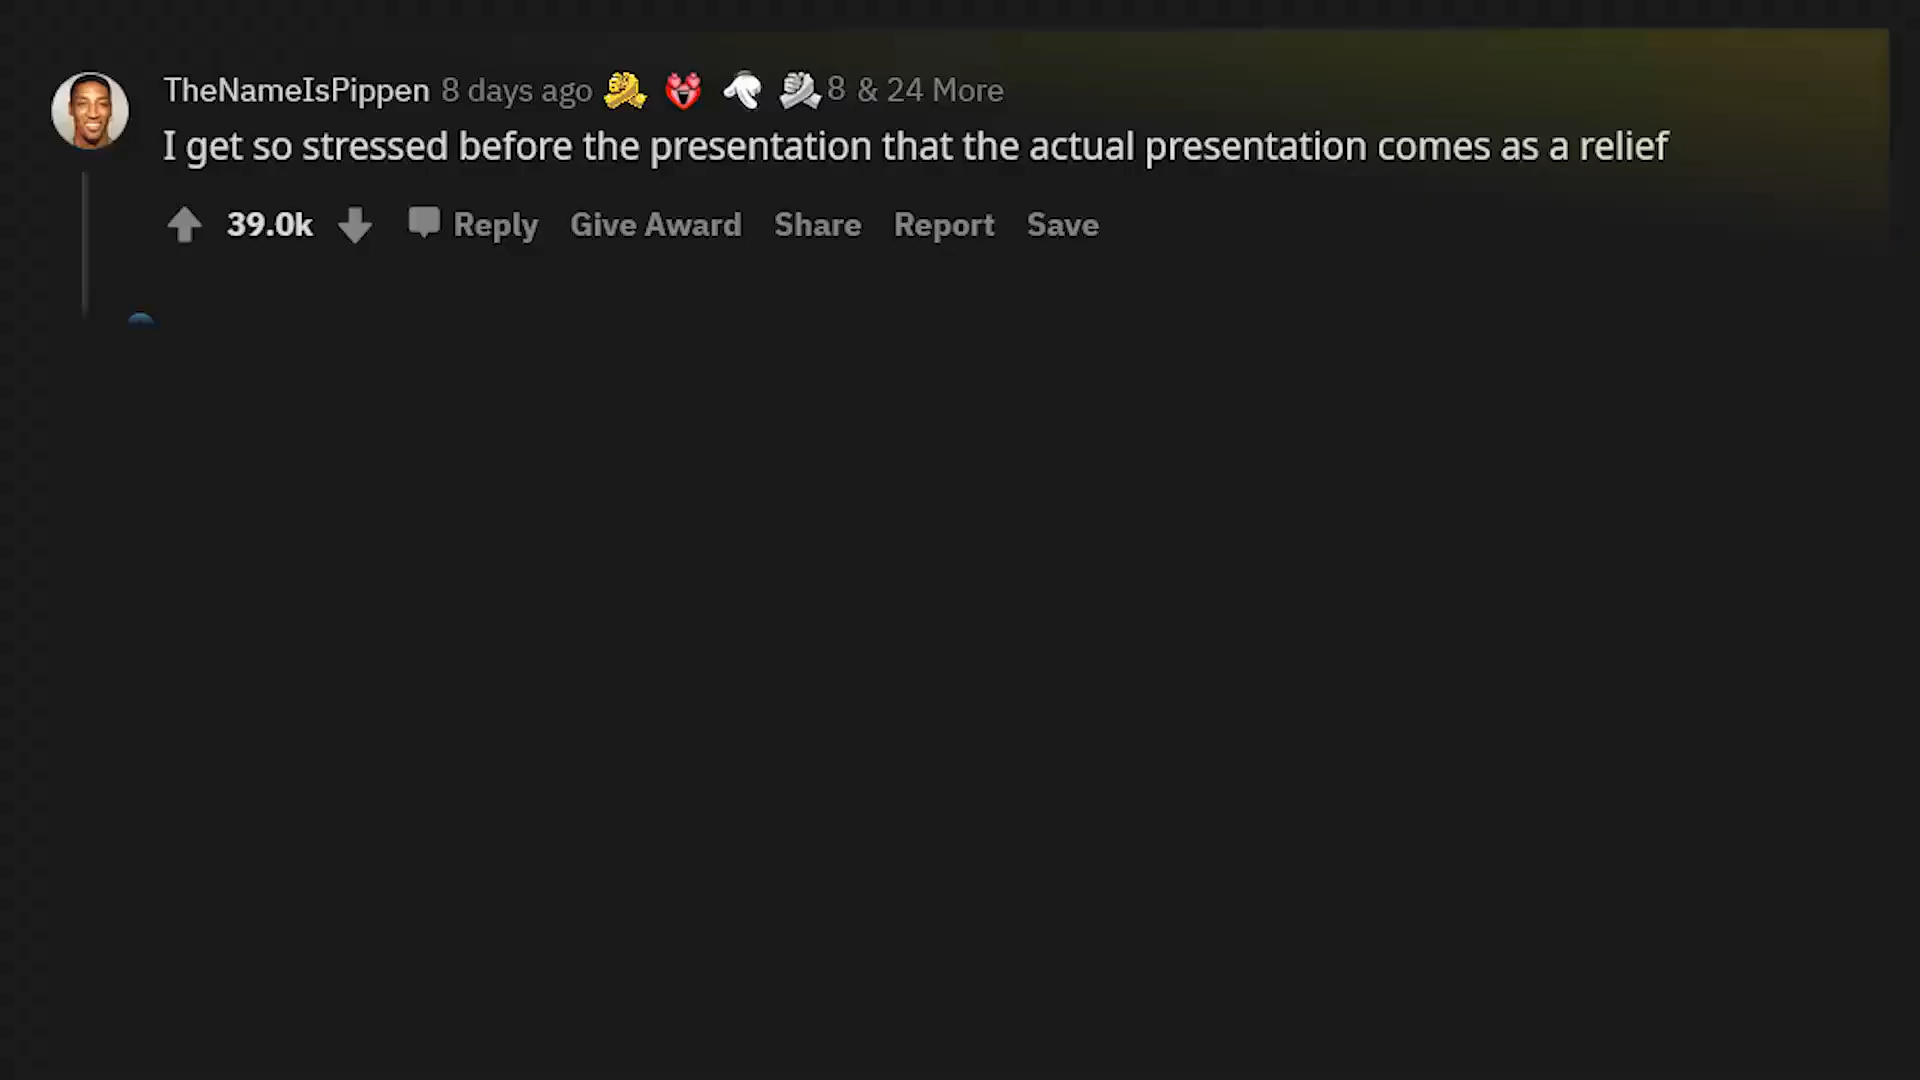 TheNameIsPippen 8 days ago 8 & 24 More
I get so stressed before the presentation that the actual presentation comes as a relief
39.0k Reply Give Award Share Report Save